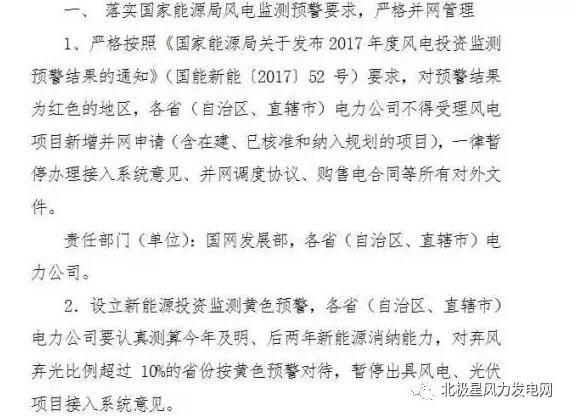 一、 落实国家能源局风电监测预警要求，严格并网管理
1、严格按照《国家能源局关于发布 2017 年度风电投资监测
预警结果的通知》（国能新能〔2017〕52 号）要求，对预警结果
为红色的地区，各省（自治区、直辖市）电力公司不得受理风电
项目新增并网申请（含在建、已核准和纳入规划的项目），一律暂
停办理接入系统意见、并网调度协议、购售电合同等所有对外文
件。
责任部门（单位）：国网发展部，各省（自治区、直辖市）电
力公司。
2．设立新能源投资监测黄色预警，各省（自治区、直辖市）
电力公司要认真测算今年及明、后两年新能源消纳能力，对弃风
弃光比例超过 10%的省份按黄色预警对待，暂停出具风电、光伏
项目接入系统意见。
北极星风力发电网